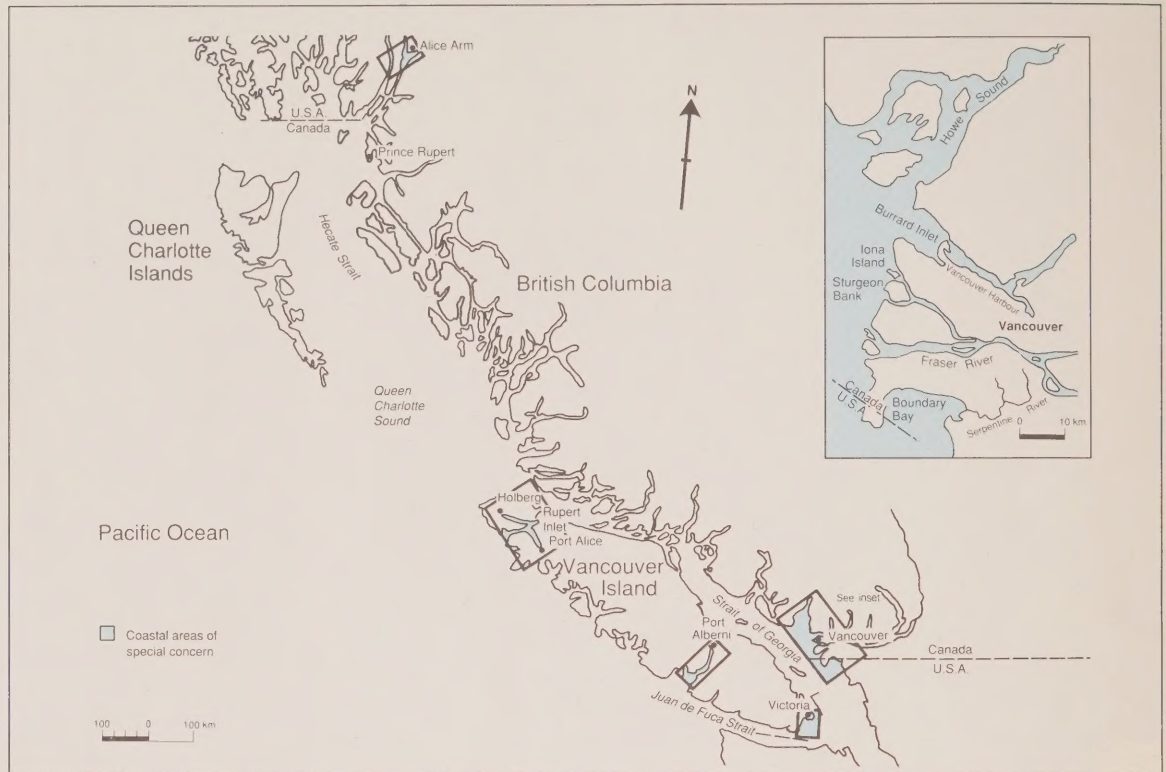 Alice Arm
U.S.A.
Canada
Prince Rupert
N
Queen
Charlotte
Islands
Hecate Strait
British Columbia
Queen
Charlotte
Sound
Pacific Ocean
Holberg
Rupert
Inlet
Port Alice
Vancouver
Island
Strait of Georgia
See inset
Vancouver
Port
Alberni
Canada
U.S.A.
Victoria
Juan de Fuca Strait
Coastal areas of
special concern
100 0 100 km
Howe Sound
Burrard Inlet
Iona
Island
Vancouver Harbour
Sturgeon
Bank
Vancouver
Fraser River
Canada
U.S.A.
Boundary
Bay
Serpentine River
0 10 km